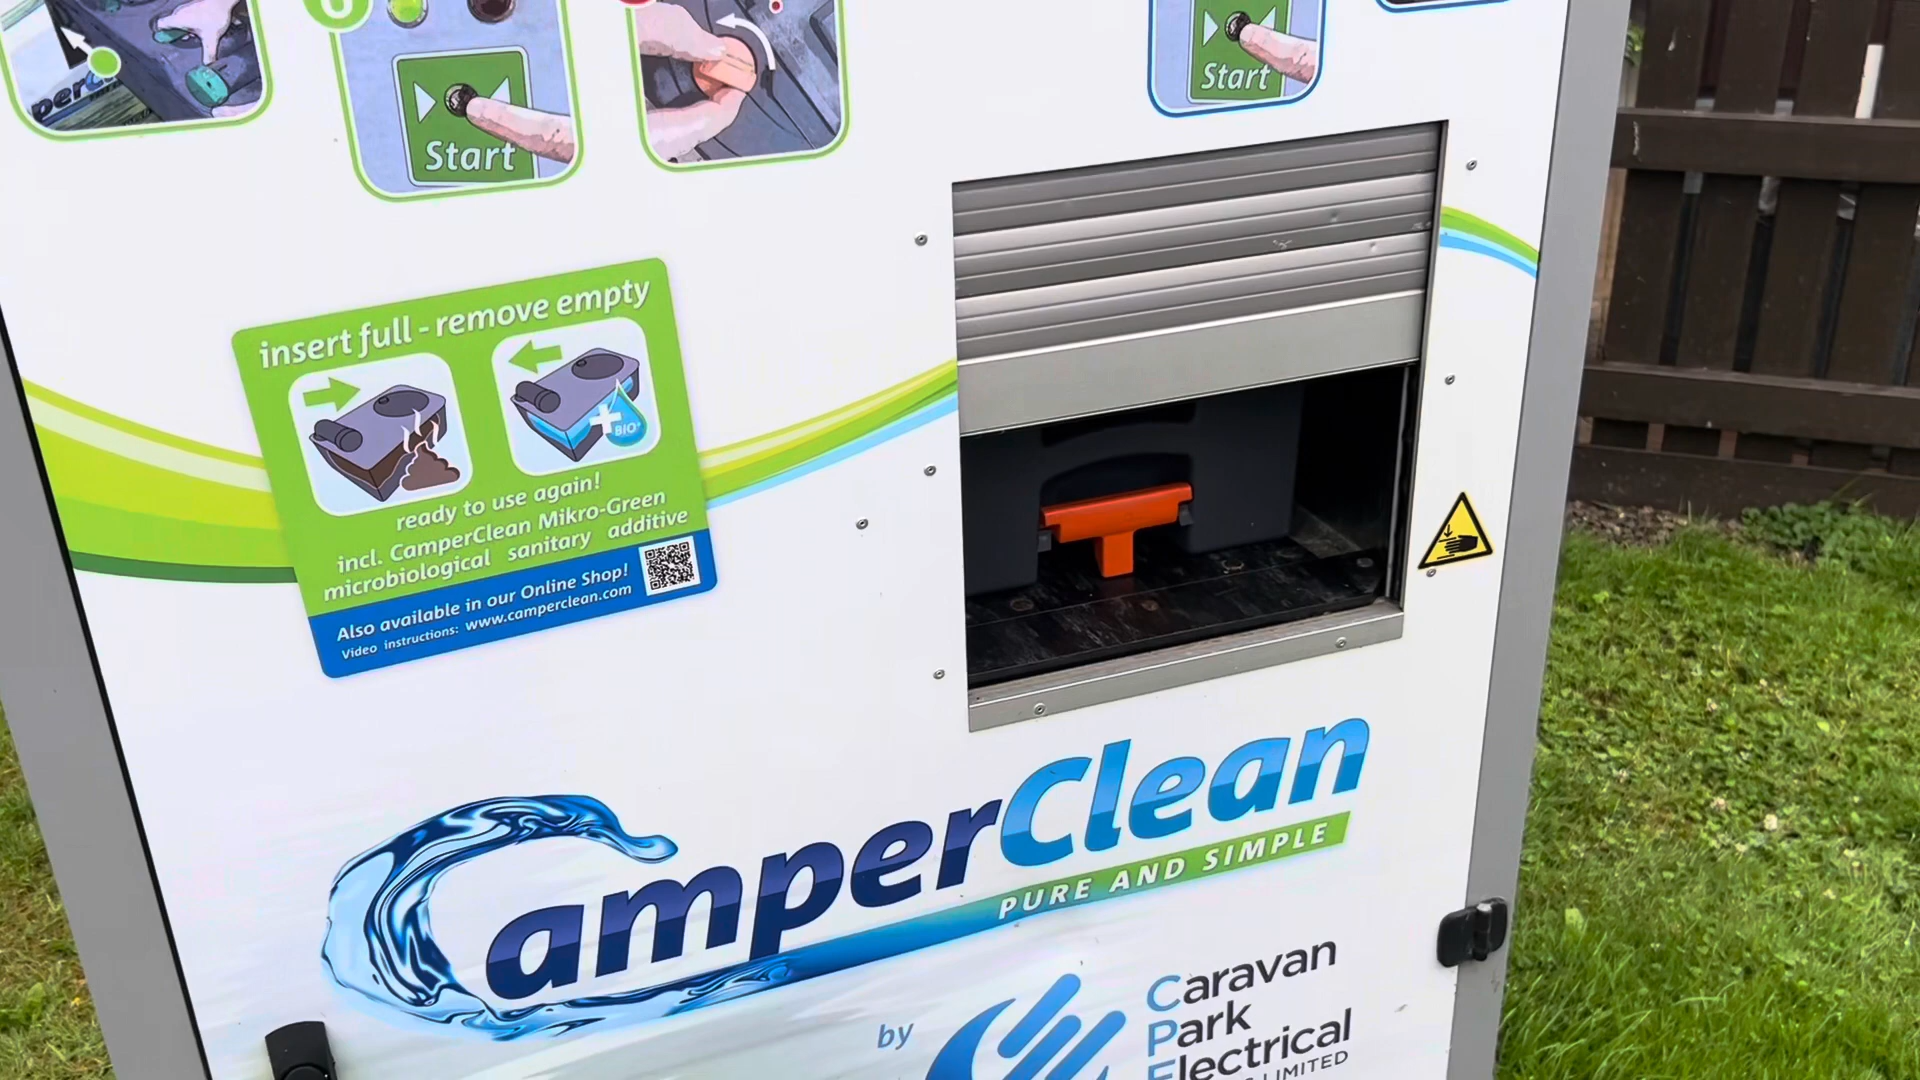 Start
Start
insert full - remove empty
BIO
ready to use again!
incl. CamperClean Mikro-Green
microbiological sanitary additive
Also available in our Online Shop!
Video instructions: www.camperclean.com
CamperClean
PURE AND SIMPLE
by
Caravan
Park
Electrical
LIMITED